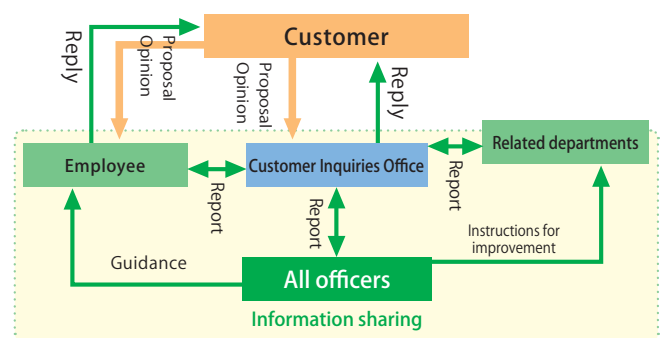 Customer
Reply
Proposal
Opinion
Proposal
Opinion
Reply
Employee
Customer Inquiries Office
Related departments
Report
Report
Report
Guidance
Instructions for
improvement
All officers
Information sharing